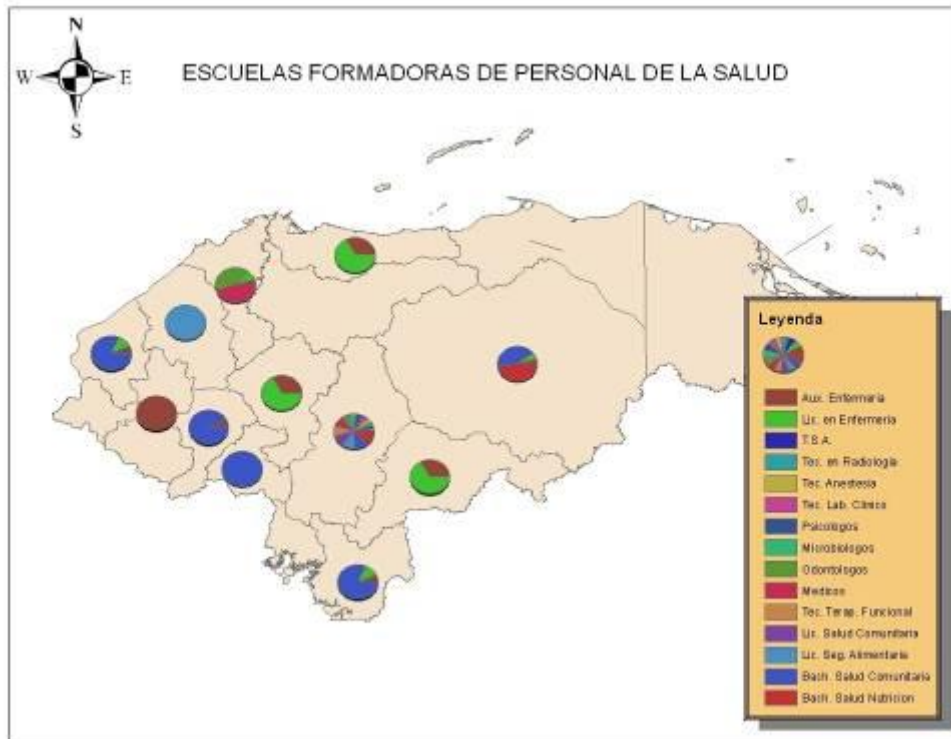 N
W E
S
ESCUELAS FORMADORAS DE PERSONAL DE LA SALUD
Leyenda
Aux. Enfermeria
Lic. en Enfermeria
T.S.A.
Tec. en Radiologia
Tec. Anestesia
Tec. Lab. Clinico
Psicologos
Microbiologos
Odontologos
Medicos
Tec. Terap. Funcional
Lic. Salud Comunitaria
Lic. Seg. Alimentaria
Bach. Salud Comunitaria
Bach. Salud Nutricion